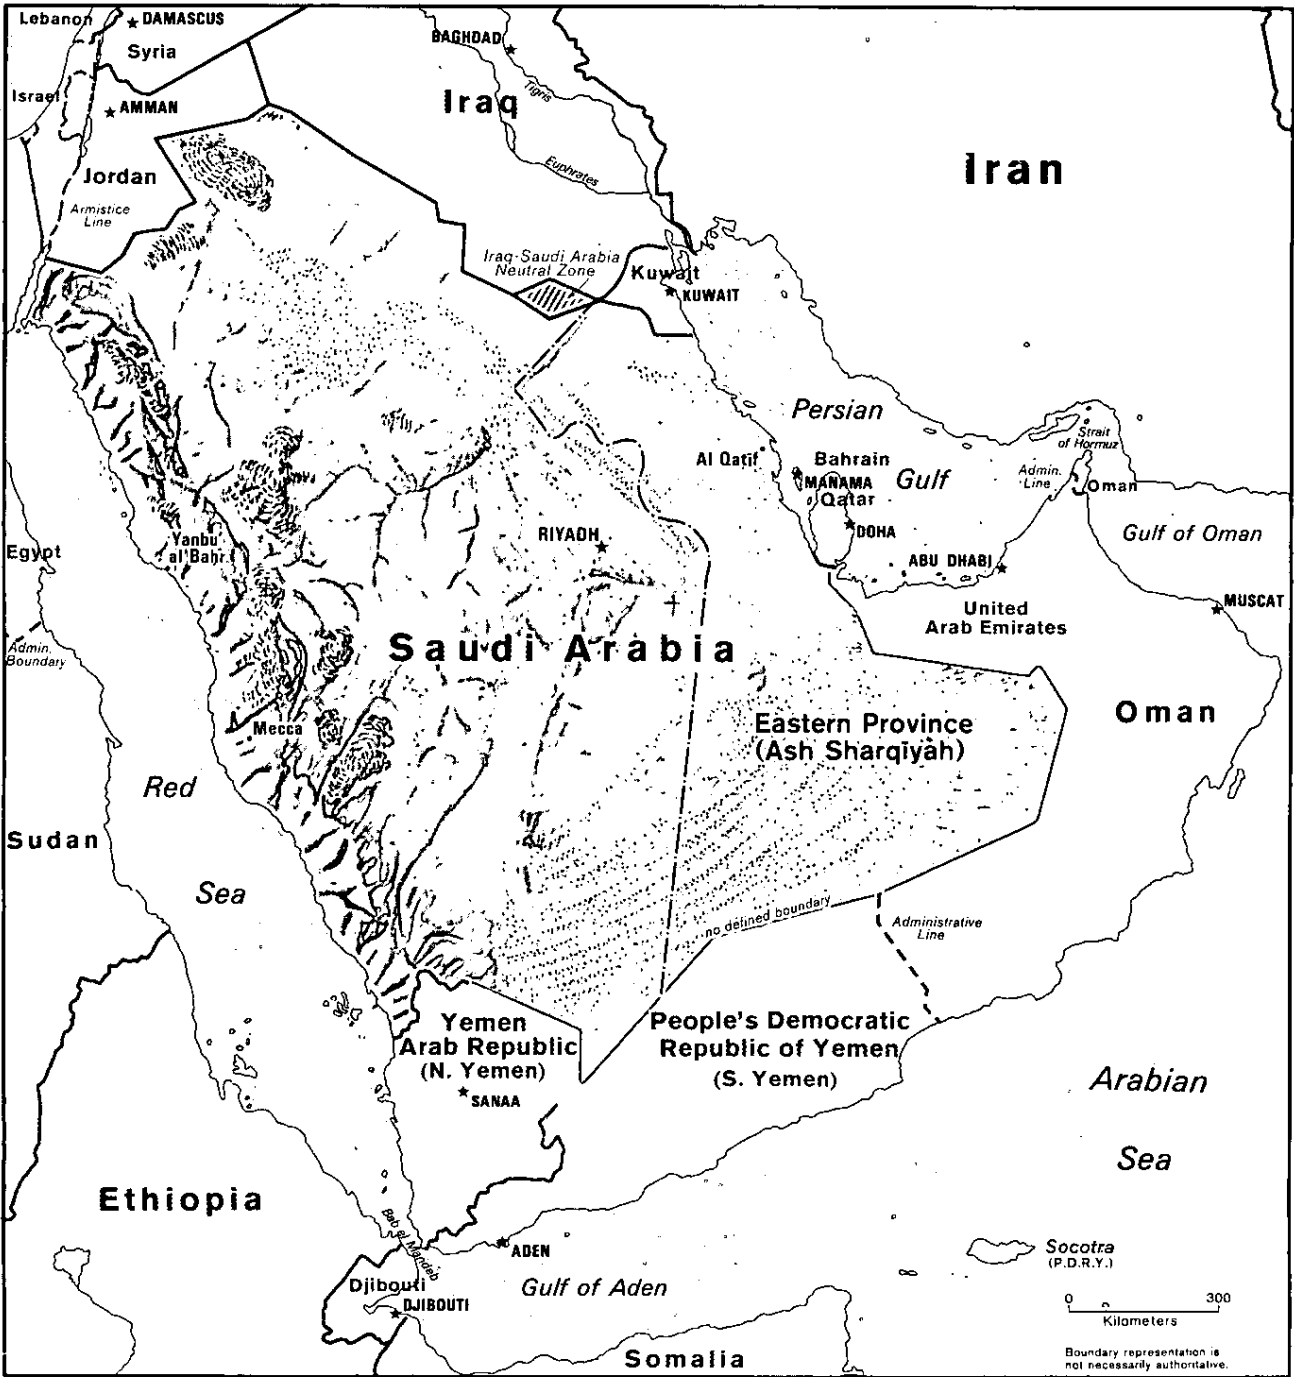 Lebanon
DAMASCUS
Syria
BAGHDAD
Israel
AMMAN
Iraq
Tigris
Jordan
Euphrates
Iran
Armistice
Line
Iraq-Saudi Arabia
Neutral Zone
Kuwait
KUWAIT
Persian
Gulf
Strait
of Hormuz
Al Qaṭīf
Bahrain
MANAMA
Qatar
DOHA
Admin.
Line
Oman
Gulf of Oman
Egypt
Yanbu
al Baḥr
RIYADH
ABU DHABI
MUSCAT
United
Arab Emirates
Admin.
Boundary
Saudi Arabia
Mecca
Eastern Province
(Ash Sharqīyah)
Oman
Red
Sea
Sudan
no defined boundary
Administrative
Line
Yemen
Arab Republic
(N. Yemen)
SANAA
People's Democratic
Republic of Yemen
(S. Yemen)
Arabian
Sea
Ethiopia
Bab el Mandeb
ADEN
Gulf of Aden
Djibouti
DJIBOUTI
Socotra
(P.D.R.Y.)
0 300
Kilometers
Somalia
Boundary representation is
not necessarily authoritative.